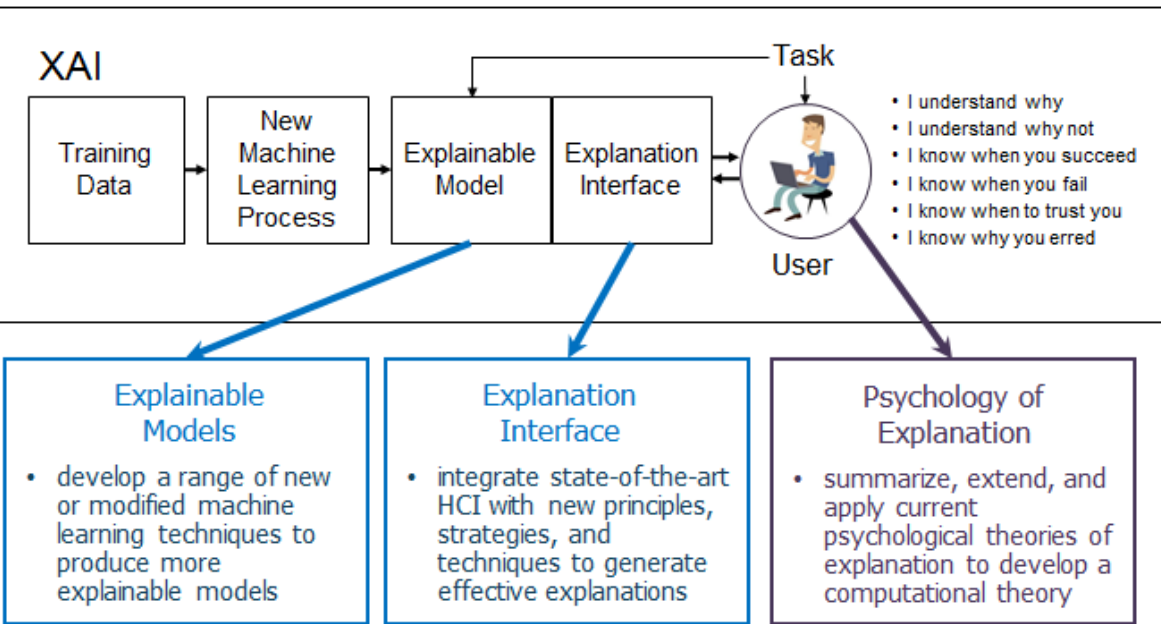 XAI
Task
Training
Data
New
Machine
Learning
Process
Explainable
Model
Explanation
Interface
User
• I understand why
• I understand why not
• I know when you succeed
• I know when you fail
• I know when to trust you
• I know why you erred
Explainable
Models
• develop a range of new
or modified machine
learning techniques to
produce more
explainable models
Explanation
Interface
• integrate state-of-the-art
HCI with new principles,
strategies, and
techniques to generate
effective explanations
Psychology of
Explanation
• summarize, extend, and
apply current
psychological theories of
explanation to develop a
computational theory